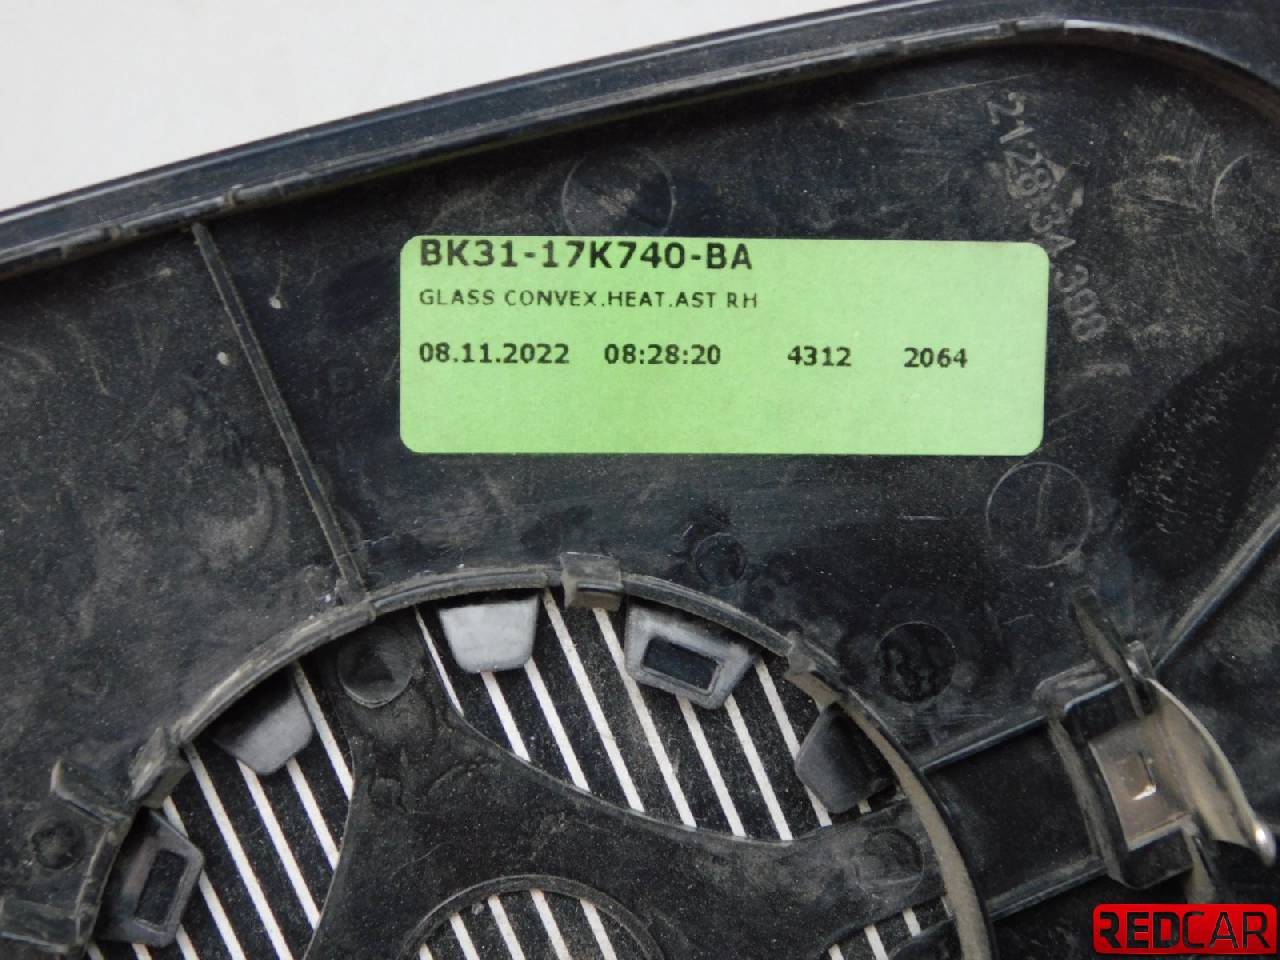 BK31-17K740-BA
GLASS CONVEX.HEAT.AST RH
08.11.2022 08:28:20 4312 2064
REDCAR